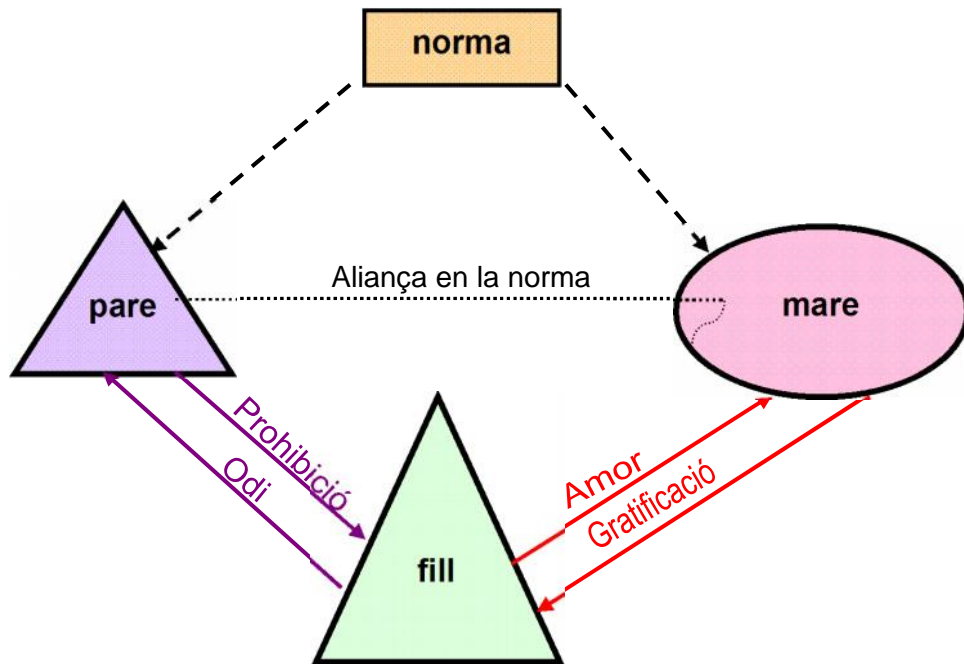 norma
Aliança en la norma
pare
mare
Prohibició
Odi
Amor
Gratificació
fill